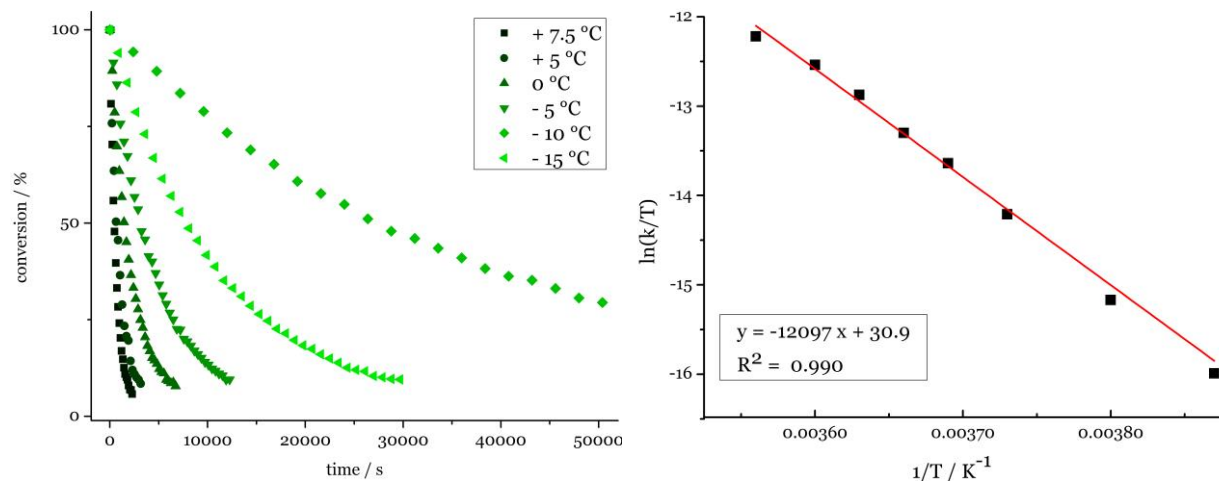 100
50
0
conversion / %
0
10000
20000
30000
40000
50000
time / s
+ 7.5 °C
+ 5 °C
0 °C
- 5 °C
- 10 °C
- 15 °C
-12
-13
-14
-15
-16
ln(k/T)
y = -12097 x + 30.9
R² = 0.990
0.00360
0.00370
0.00380
1/T / K⁻¹